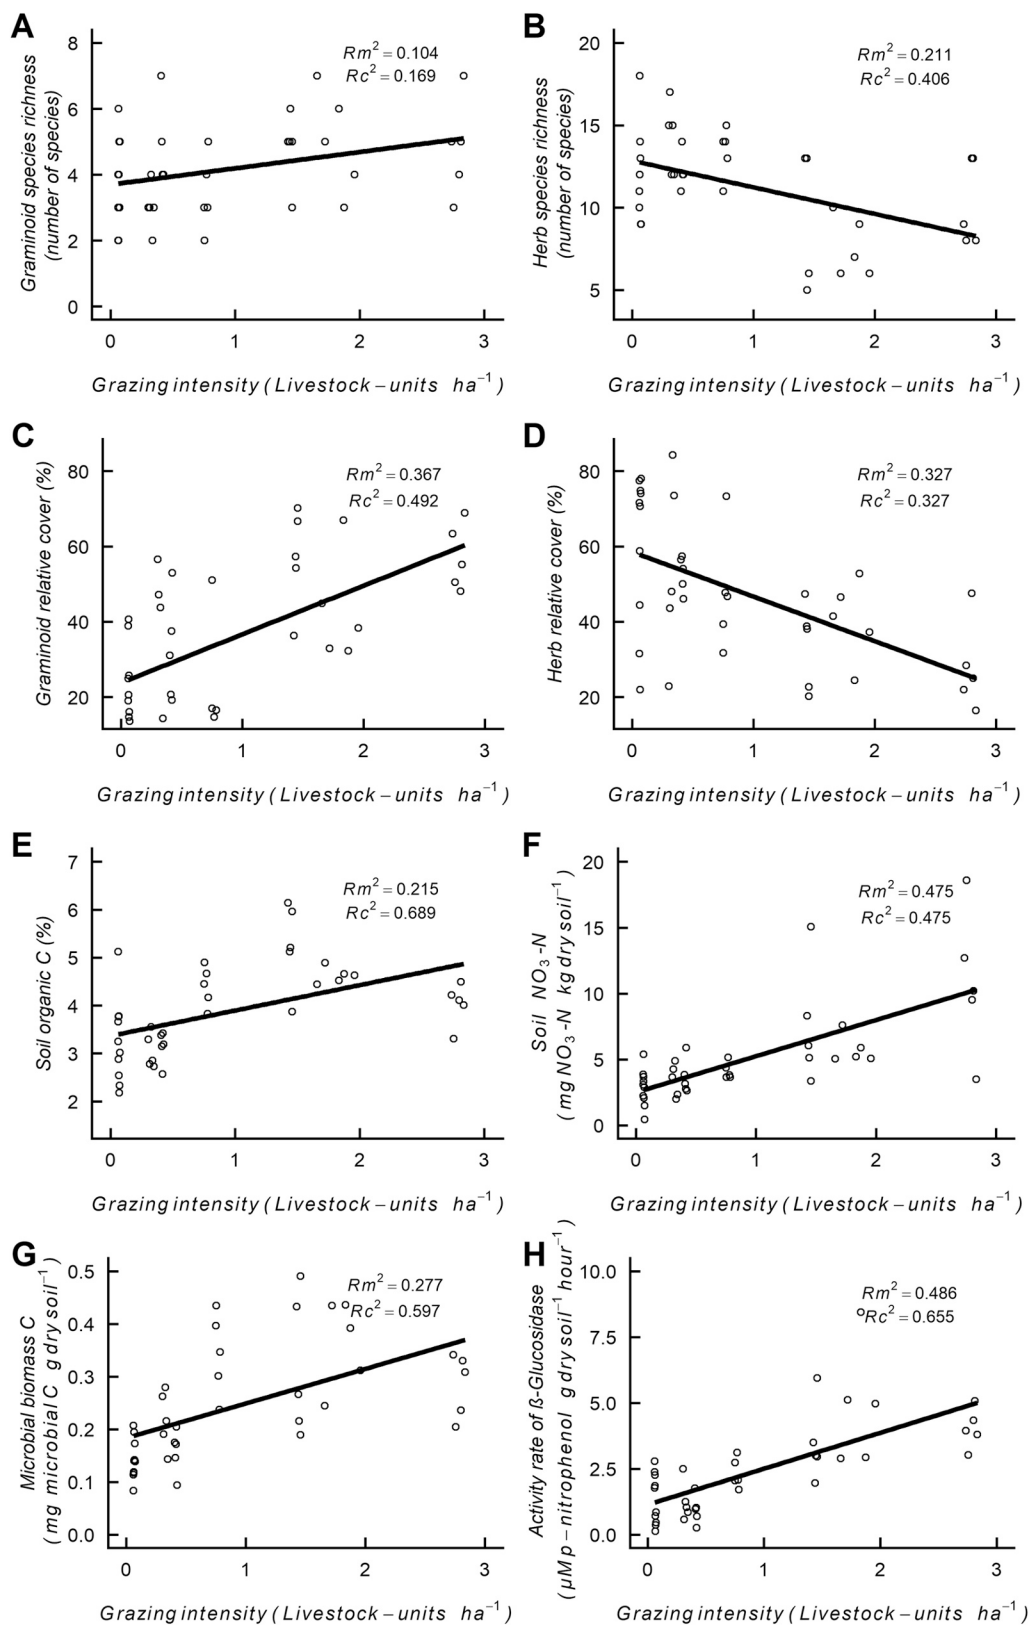 A
Graminoid species richness
(number of species)
8
6
4
2
0
Rm² = 0.104
Rc² = 0.169
0 1 2 3
Grazing intensity (Livestock−units ha⁻¹)
B
Herb species richness
(number of species)
20
15
10
5
Rm² = 0.211
Rc² = 0.406
0 1 2 3
Grazing intensity (Livestock−units ha⁻¹)
C
Graminoid relative cover (%)
80
60
40
20
Rm² = 0.367
Rc² = 0.492
0 1 2 3
Grazing intensity (Livestock−units ha⁻¹)
D
Herb relative cover (%)
80
60
40
20
Rm² = 0.327
Rc² = 0.327
0 1 2 3
Grazing intensity (Livestock−units ha⁻¹)
E
Soil organic C (%)
7
6
5
4
3
2
Rm² = 0.215
Rc² = 0.689
0 1 2 3
Grazing intensity (Livestock−units ha⁻¹)
F
Soil NO₃-N
(mg NO₃-N kg dry soil⁻¹)
20
15
10
5
0
Rm² = 0.475
Rc² = 0.475
0 1 2 3
Grazing intensity (Livestock−units ha⁻¹)
G
Microbial biomass C
(mg microbial C g dry soil⁻¹)
0.5
0.4
0.3
0.2
0.1
0.0
Rm² = 0.277
Rc² = 0.597
0 1 2 3
Grazing intensity (Livestock−units ha⁻¹)
H
Activity rate of ß-Glucosidase
(µM p−nitrophenol g dry soil⁻¹ hour⁻¹)
10.0
7.5
5.0
2.5
0.0
Rm² = 0.486
Rc² = 0.655
0 1 2 3
Grazing intensity (Livestock−units ha⁻¹)